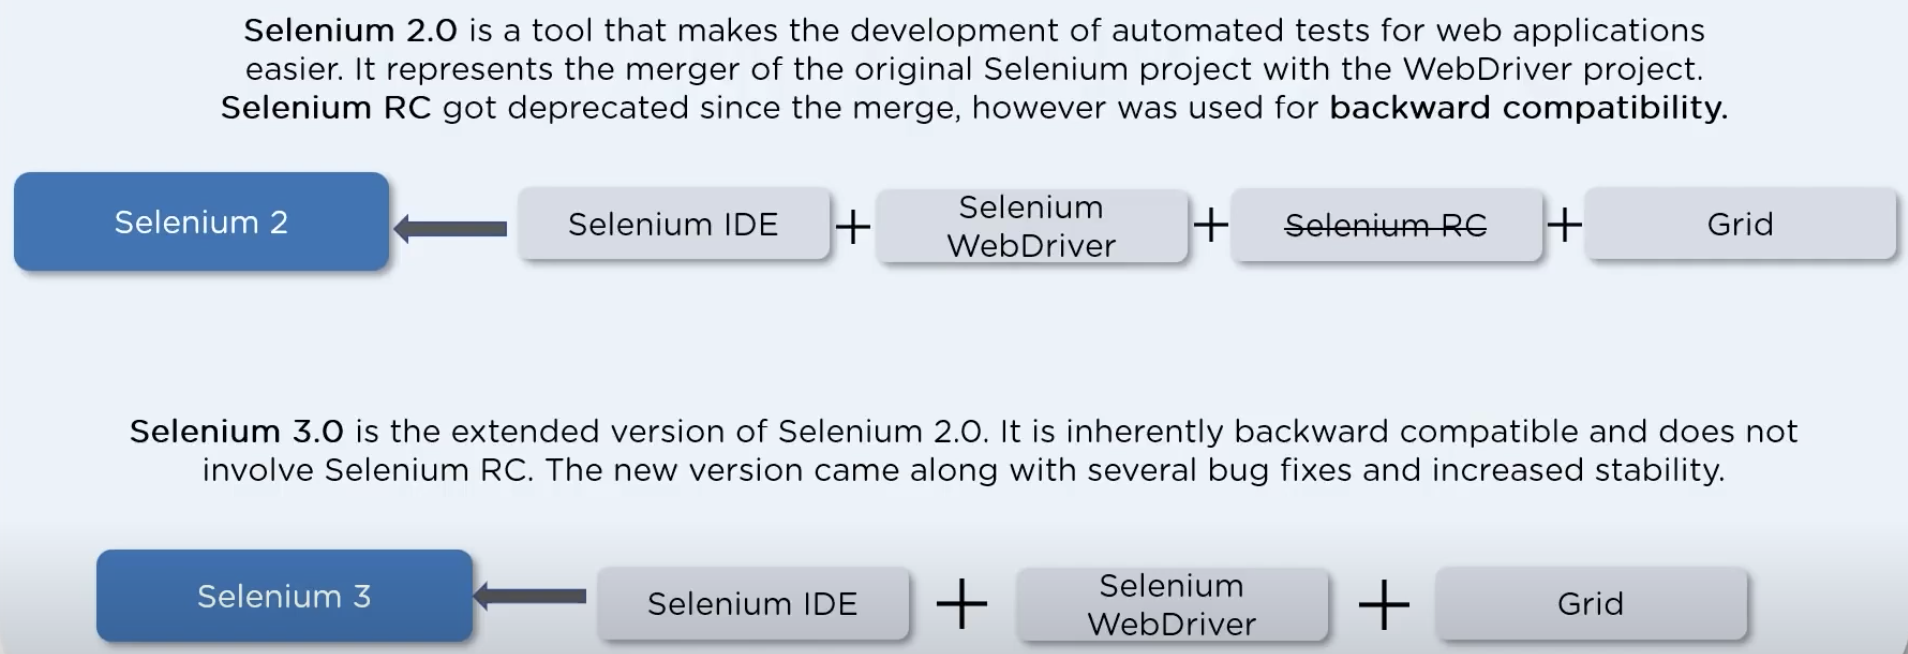 Selenium 2.0 is a tool that makes the development of automated tests for web applications
easier. It represents the merger of the original Selenium project with the WebDriver project.
Selenium RC got deprecated since the merge, however was used for backward compatibility.
Selenium 2
Selenium IDE
+
Selenium
WebDriver
+
Selenium RC
+
Grid
Selenium 3.0 is the extended version of Selenium 2.0. It is inherently backward compatible and does not
involve Selenium RC. The new version came along with several bug fixes and increased stability.
Selenium 3
Selenium IDE
+
Selenium
WebDriver
+
Grid